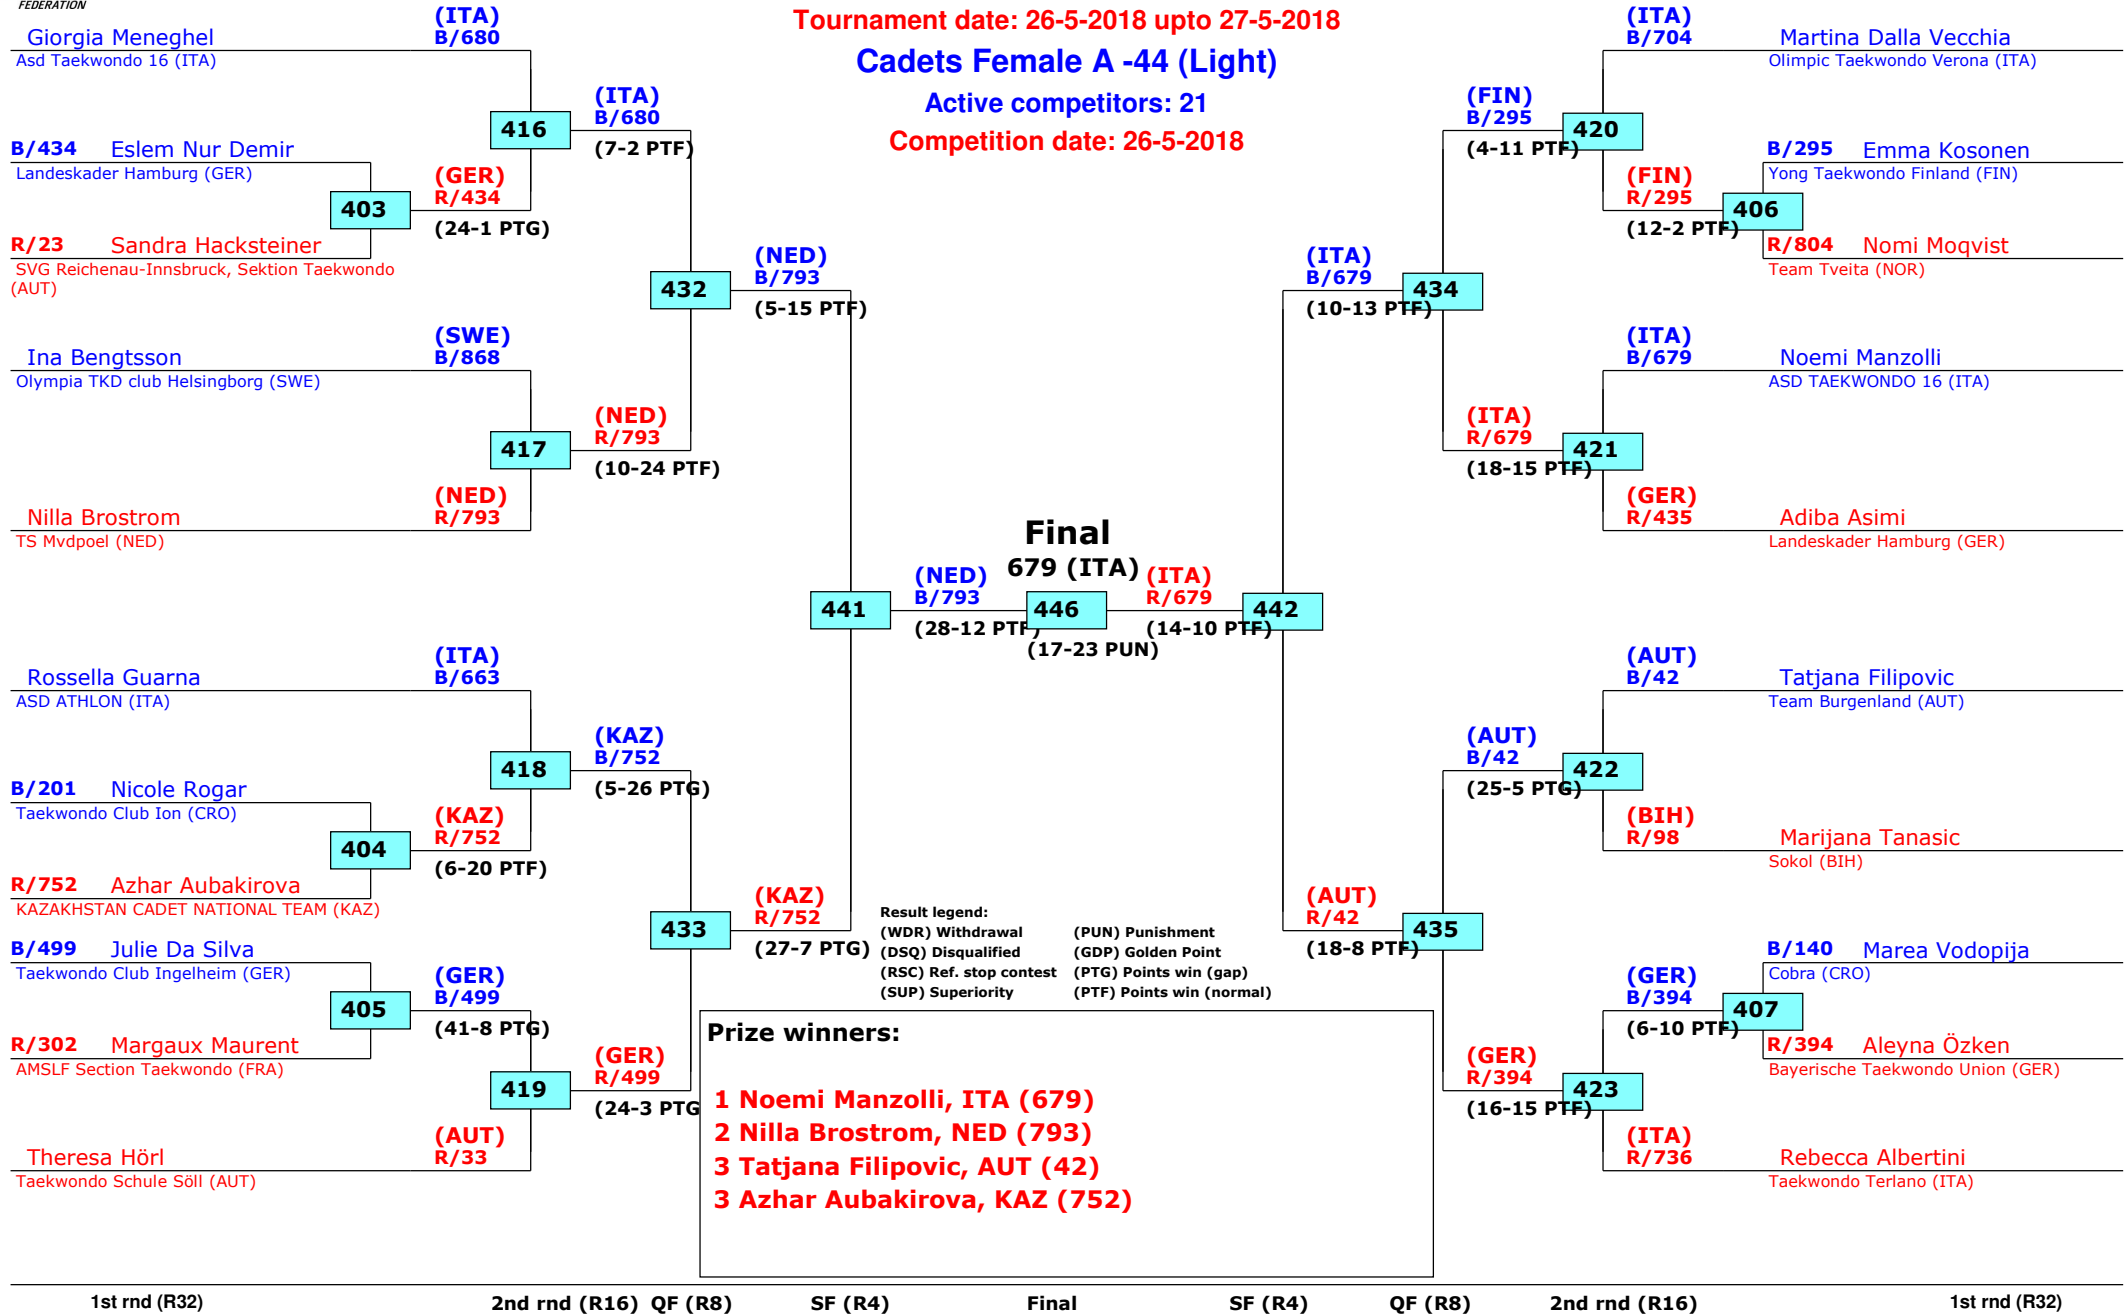 FEDERATION
Tournament date: 26-5-2018 upto 27-5-2018
Cadets Female A -44 (Light)
Active competitors: 21
Competition date: 26-5-2018
Giorgia Meneghel
Asd Taekwondo 16 (ITA)
(ITA)
B/680
B/434 Eslem Nur Demir
Landeskader Hamburg (GER)
403
R/23 Sandra Hacksteiner
SVG Reichenau-Innsbruck, Sektion Taekwondo
(AUT)
(GER)
R/434
(24-1 PTG)
416
(ITA)
B/680
(7-2 PTF)
Ina Bengtsson
Olympia TKD club Helsingborg (SWE)
(SWE)
B/868
417
Nilla Brostrom
TS Mvdpoel (NED)
(NED)
R/793
(NED)
R/793
(10-24 PTF)
432
(NED)
B/793
(5-15 PTF)
Rossella Guarna
ASD ATHLON (ITA)
(ITA)
B/663
B/201 Nicole Rogar
Taekwondo Club Ion (CRO)
404
R/752 Azhar Aubakirova
KAZAKHSTAN CADET NATIONAL TEAM (KAZ)
(KAZ)
R/752
(6-20 PTF)
418
(KAZ)
B/752
(5-26 PTG)
B/499 Julie Da Silva
Taekwondo Club Ingelheim (GER)
405
R/302 Margaux Maurent
AMSLF Section Taekwondo (FRA)
(GER)
B/499
(41-8 PTG)
419
Theresa Hörl
Taekwondo Schule Söll (AUT)
(AUT)
R/33
(GER)
R/499
(24-3 PTG
433
(KAZ)
R/752
(27-7 PTG)
441
(NED)
B/793
(28-12 PTF)
Final
679 (ITA)
446
(17-23 PUN)
(ITA)
R/679
(14-10 PTF)
442
(ITA)
B/679
(10-13 PTF)
434
(FIN)
B/295
(4-11 PTF)
420
(ITA)
B/704
Martina Dalla Vecchia
Olimpic Taekwondo Verona (ITA)
(FIN)
R/295
(12-2 PTF)
406
B/295 Emma Kosonen
Yong Taekwondo Finland (FIN)
R/804 Nomi Moqvist
Team Tveita (NOR)
(ITA)
R/679
(18-15 PTF)
421
(ITA)
B/679
Noemi Manzolli
ASD TAEKWONDO 16 (ITA)
(GER)
R/435
Adiba Asimi
Landeskader Hamburg (GER)
(AUT)
R/42
(18-8 PTF)
435
(AUT)
B/42
(25-5 PTG)
422
(AUT)
B/42
Tatjana Filipovic
Team Burgenland (AUT)
(BIH)
R/98
Marijana Tanasic
Sokol (BIH)
(GER)
R/394
(16-15 PTF)
423
(GER)
B/394
(6-10 PTF)
407
B/140 Marea Vodopija
Cobra (CRO)
R/394 Aleyna Özken
Bayerische Taekwondo Union (GER)
(ITA)
R/736
Rebecca Albertini
Taekwondo Terlano (ITA)
Result legend:
(WDR) Withdrawal (PUN) Punishment
(DSQ) Disqualified (GDP) Golden Point
(RSC) Ref. stop contest (PTG) Points win (gap)
(SUP) Superiority (PTF) Points win (normal)
Prize winners:
1 Noemi Manzolli, ITA (679)
2 Nilla Brostrom, NED (793)
3 Tatjana Filipovic, AUT (42)
3 Azhar Aubakirova, KAZ (752)
1st rnd (R32) 2nd rnd (R16) QF (R8) SF (R4) Final SF (R4) QF (R8) 2nd rnd (R16) 1st rnd (R32)